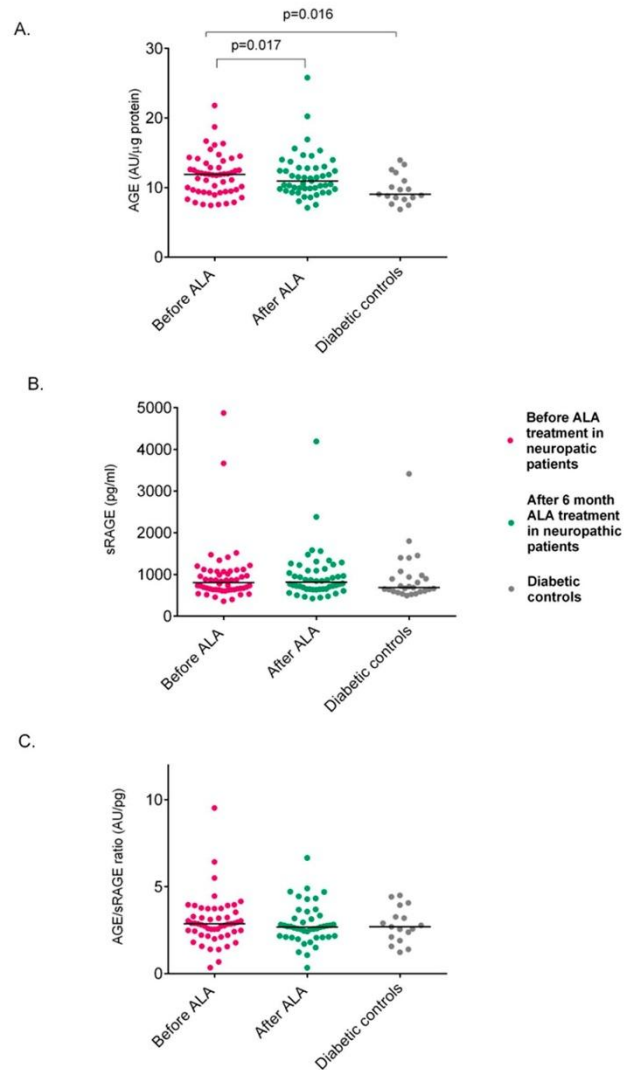 A.
p=0.016
p=0.017
AGE (AU/µg protein)
30
20
10
0
Before ALA
After ALA
Diabetic controls
B.
sRAGE (pg/ml)
5000
4000
3000
2000
1000
0
Before ALA
After ALA
Diabetic controls
Before ALA
treatment in
neuropatic
patients
After 6 month
ALA treatment
in neuropathic
patients
Diabetic
controls
C.
AGE/sRAGE ratio (AU/pg)
10
5
0
Before ALA
After ALA
Diabetic controls